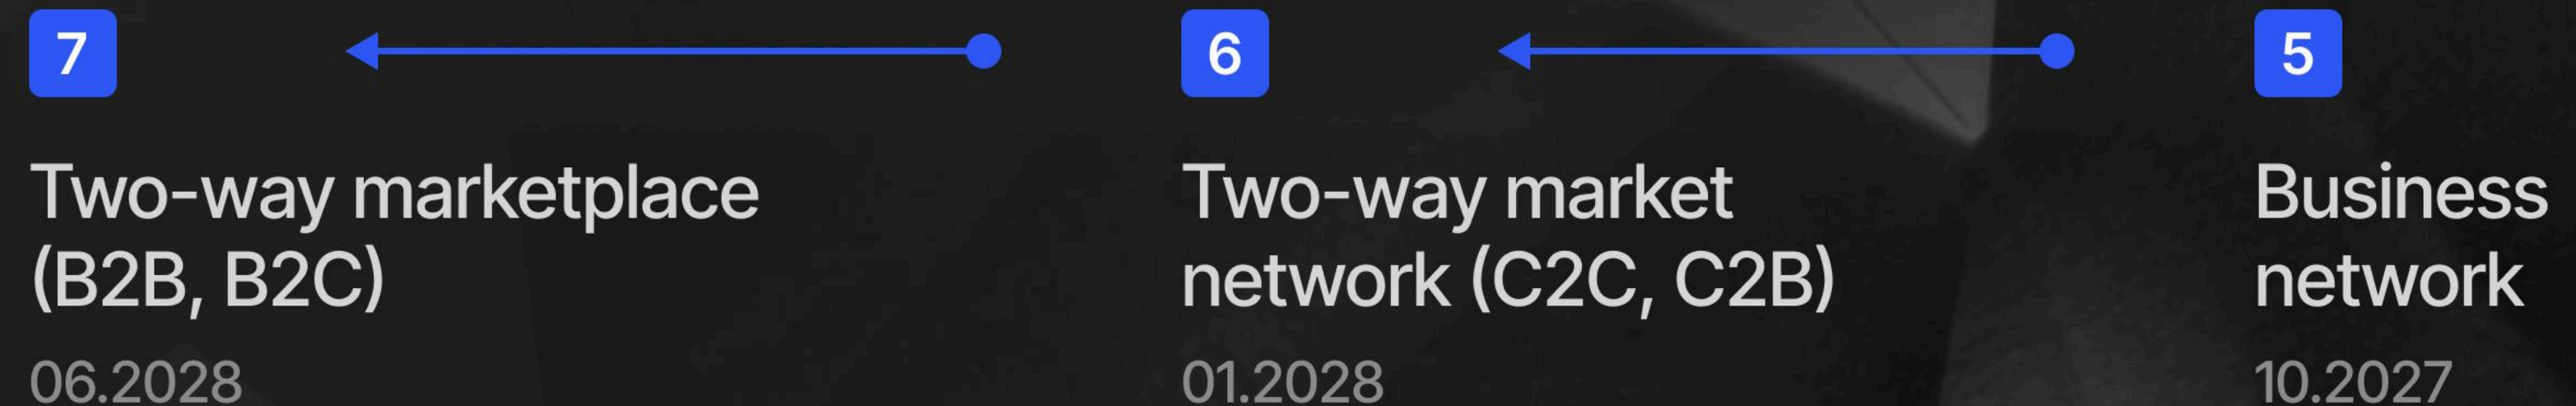 7
Two-way marketplace
(B2B, B2C)
06.2028
6
Two-way market
network (C2C, C2B)
01.2028
5
Business
network
10.2027